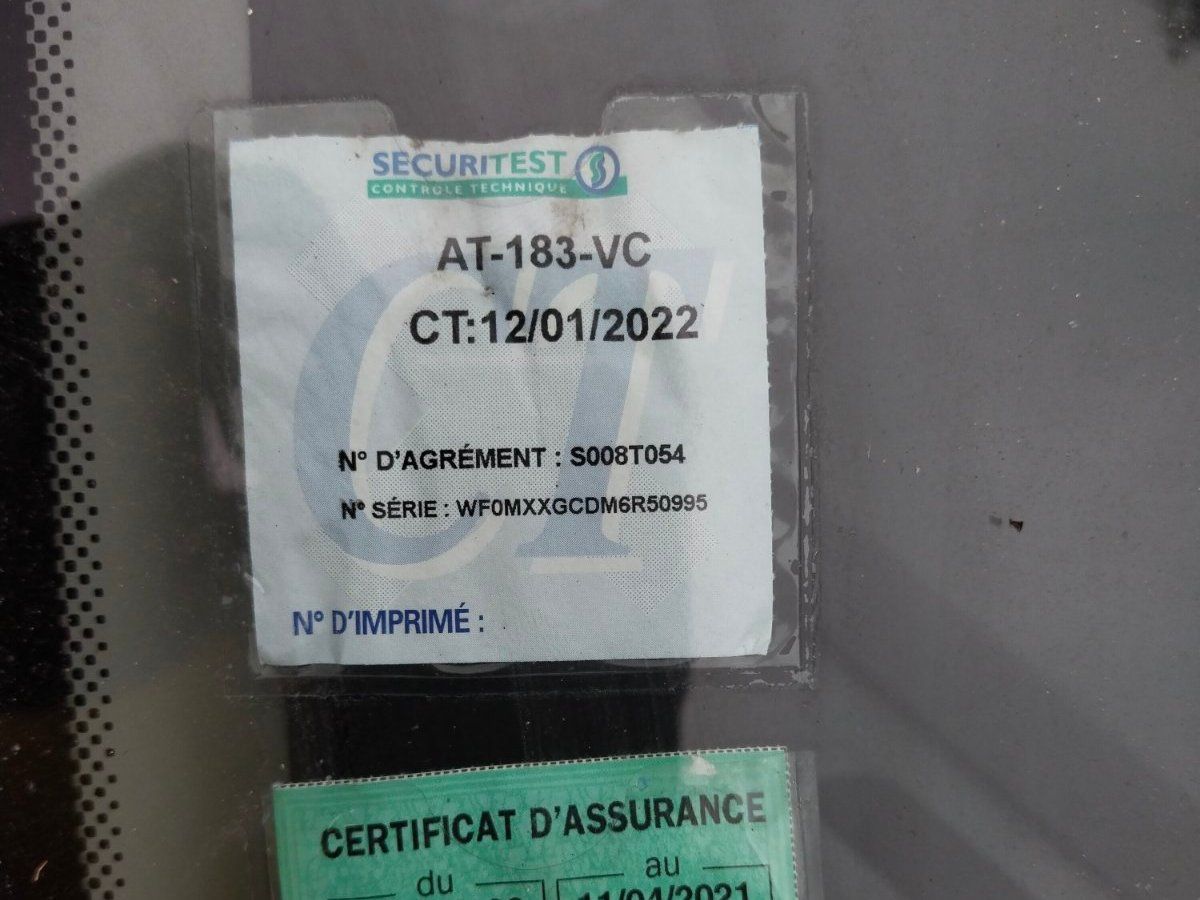 SECURITEST
CONTROLE TECHNIQUE
AT-183-VC
CT:12/01/2022
N° D'AGRÉMENT : S008T054
N° SÉRIE : WF0MXXGCDM6R50995
N° D'IMPRIMÉ :
CERTIFICAT D'ASSURANCE
du au
11/04/2021